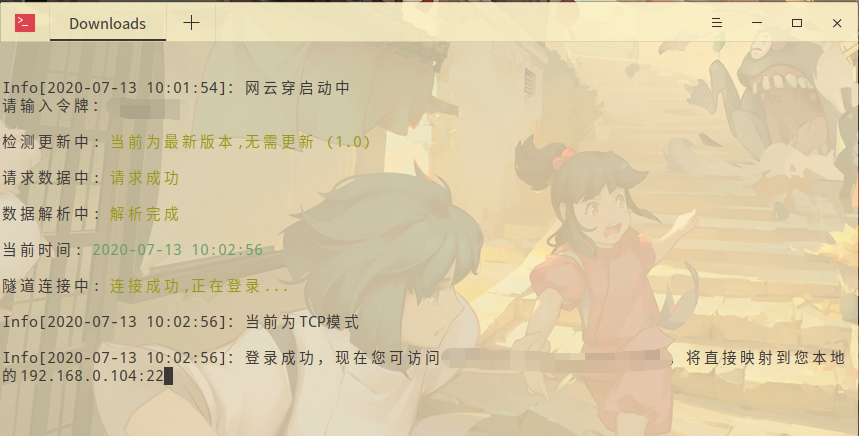 Downloads
Info[2020-07-13 10:01:54]: 网云穿启动中
请输入令牌:
检测更新中: 当前为最新版本,无需更新 (1.0)
请求数据中: 请求成功
数据解析中: 解析完成
当前时间: 2020-07-13 10:02:56
隧道连接中: 连接成功,正在登录...
Info[2020-07-13 10:02:56]: 当前为TCP模式
Info[2020-07-13 10:02:56]: 登录成功, 现在您可访问 , 将直接映射到您本地
的192.168.0.104:22